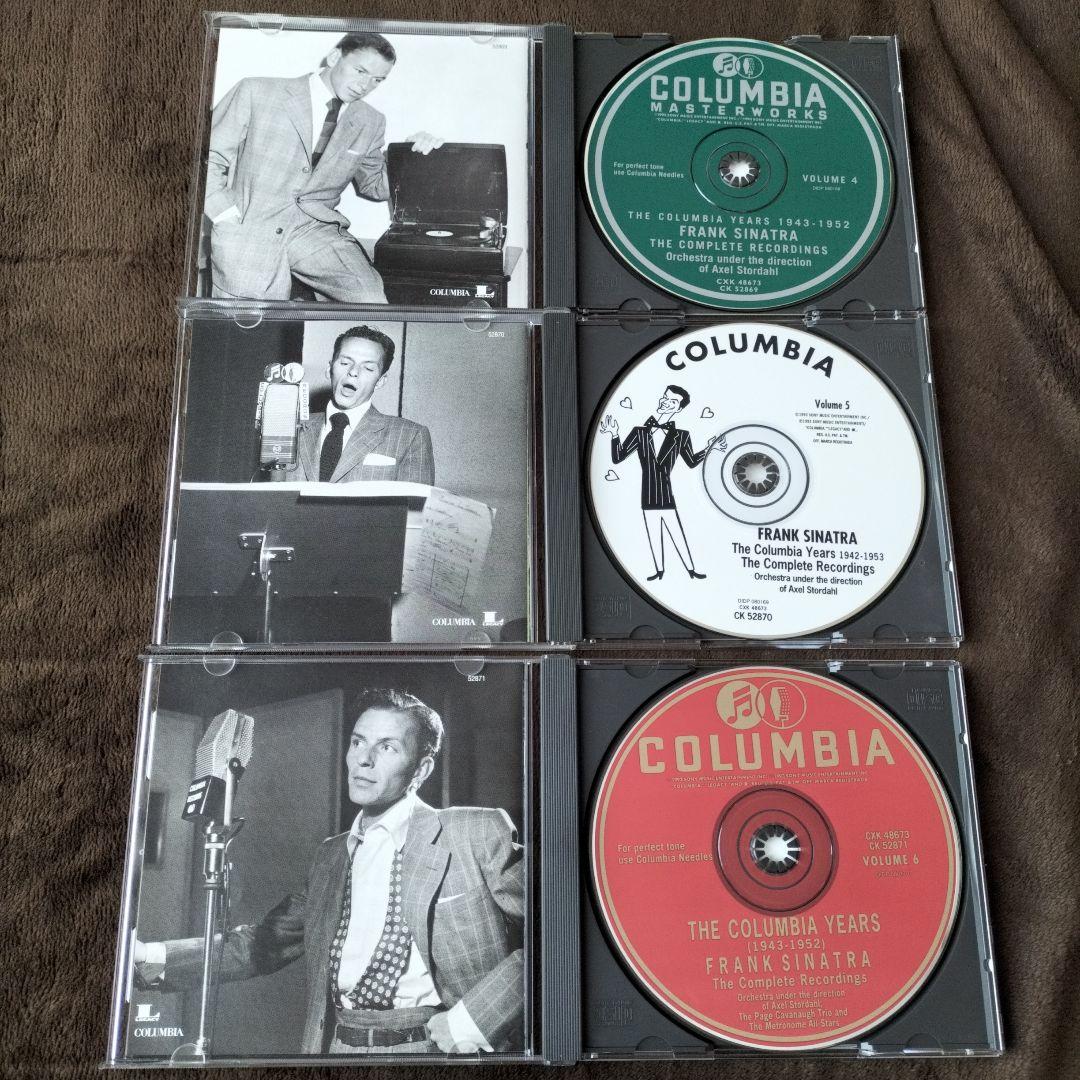 52869
COLUMBIA
LEGACY
COLUMBIA
MASTERWORKS
For perfect tone
use Columbia Needles
VOLUME 4
THE COLUMBIA YEARS 1943-1952
FRANK SINATRA
THE COMPLETE RECORDINGS
Orchestra under the direction
of Axel Stordahl
CXK 48673
CK 52869
52870
COLUMBIA
LEGACY
COLUMBIA
Volume 5
FRANK SINATRA
The Columbia Years 1942-1953
The Complete Recordings
Orchestra under the direction
of Axel Stordahl
DIDP 080169
CXK 48673
CK 52870
52871
LEGACY
COLUMBIA
COLUMBIA
CXK 48673
CK 52871
For perfect tone
use Columbia Needles
VOLUME 6
THE COLUMBIA YEARS
(1943-1952)
FRANK SINATRA
The Complete Recordings
Orchestra under the direction
of Axel Stordahl,
The Page Cavanaugh Trio and
The Metronome All-Stars